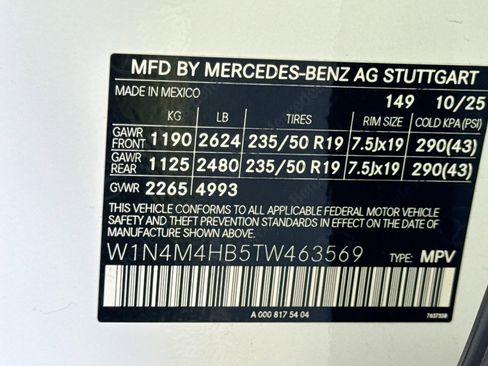 MFD BY MERCEDES-BENZ AG STUTTGART
MADE IN MEXICO 149 10/25
KG LB TIRES RIM SIZE COLD KPA (PSI)
GAWR FRONT 1190 2624 235/50 R19 7.5Jx19 290(43)
GAWR REAR 1125 2480 235/50 R19 7.5Jx19 290(43)
GVWR 2265 4993
THIS VEHICLE CONFORMS TO ALL APPLICABLE FEDERAL MOTOR VEHICLE
SAFETY STANDARDS, BUMPER STANDARDS, AND THEFT PREVENTION
STANDARDS IN EFFECT ON THE DATE OF MANUFACTURE SHOWN ABOVE.
W1N4M4HB5TW463569 TYPE: MPV
A 000 817 54 04